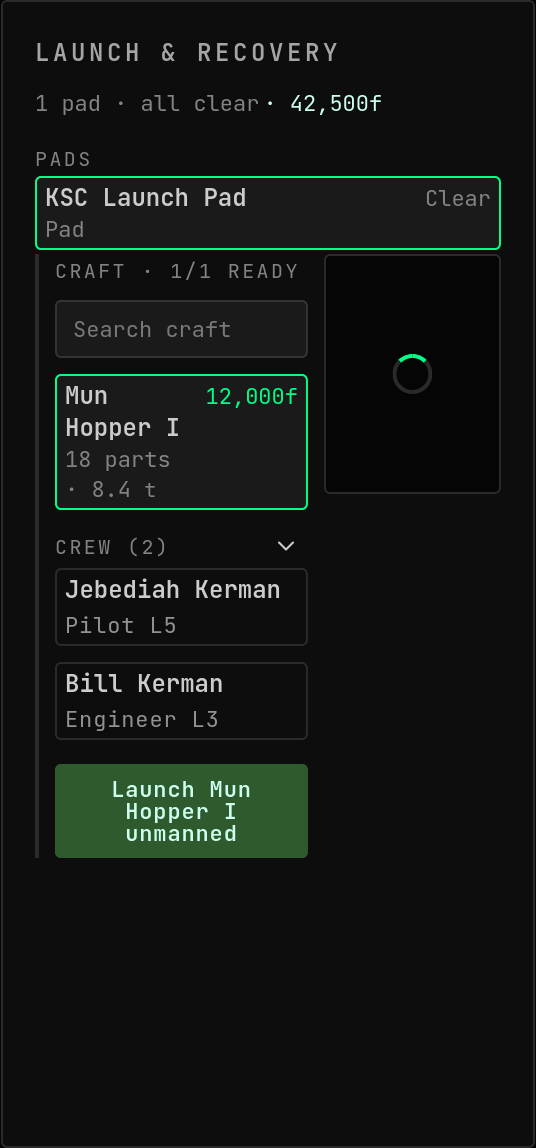 LAUNCH & RECOVERY
1 pad · all clear · 42,500f
PADS
KSC Launch Pad Clear
Pad
CRAFT · 1/1 READY
Search craft
Mun 12,000f
Hopper I
18 parts
· 8.4 t
CREW (2)
Jebediah Kerman
Pilot L5
Bill Kerman
Engineer L3
Launch Mun
Hopper I
unmanned